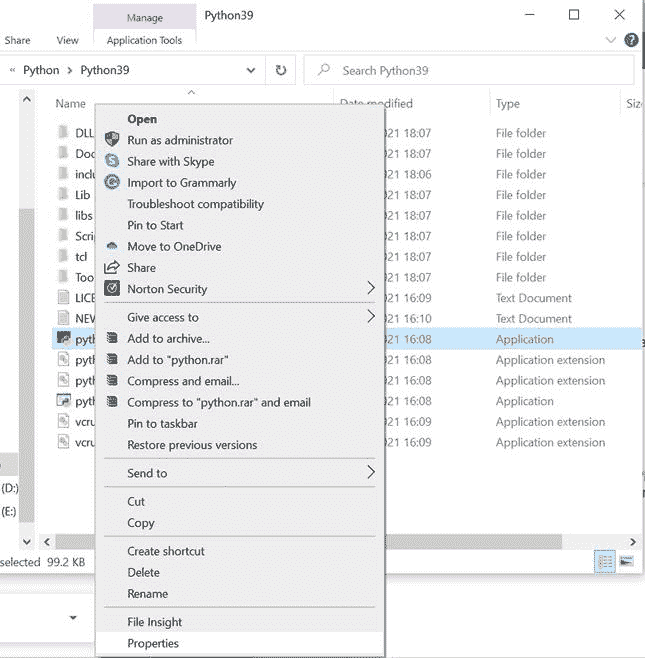 Manage
Python39
Share
View
Application Tools
« Python > Python39
Search Python39
Name
Date modified
Type
Siz
DLL
021 18:07
File folder
Doc
021 18:07
File folder
inclu
021 18:06
File folder
Lib
021 18:07
File folder
libs
021 18:07
File folder
Scri
021 18:07
File folder
tcl
021 18:07
File folder
Too
021 18:07
File folder
LICE
021 16:09
Text Document
NEW
021 16:10
Text Document
pyth
021 16:08
Application
pyth
021 16:08
Application extension
pyth
021 16:08
Application extension
pyth
021 16:08
Application
vcru
021 16:09
Application extension
vcru
021 16:09
Application extension
Open
Run as administrator
Share with Skype
Import to Grammarly
Troubleshoot compatibility
Pin to Start
Move to OneDrive
Share
Norton Security
Give access to
Add to archive...
Add to "python.rar"
Compress and email...
Compress to "python.rar" and email
Pin to taskbar
Restore previous versions
Send to
Cut
Copy
Create shortcut
Delete
Rename
File Insight
Properties
(D:)
(E:)
selected 99.2 KB